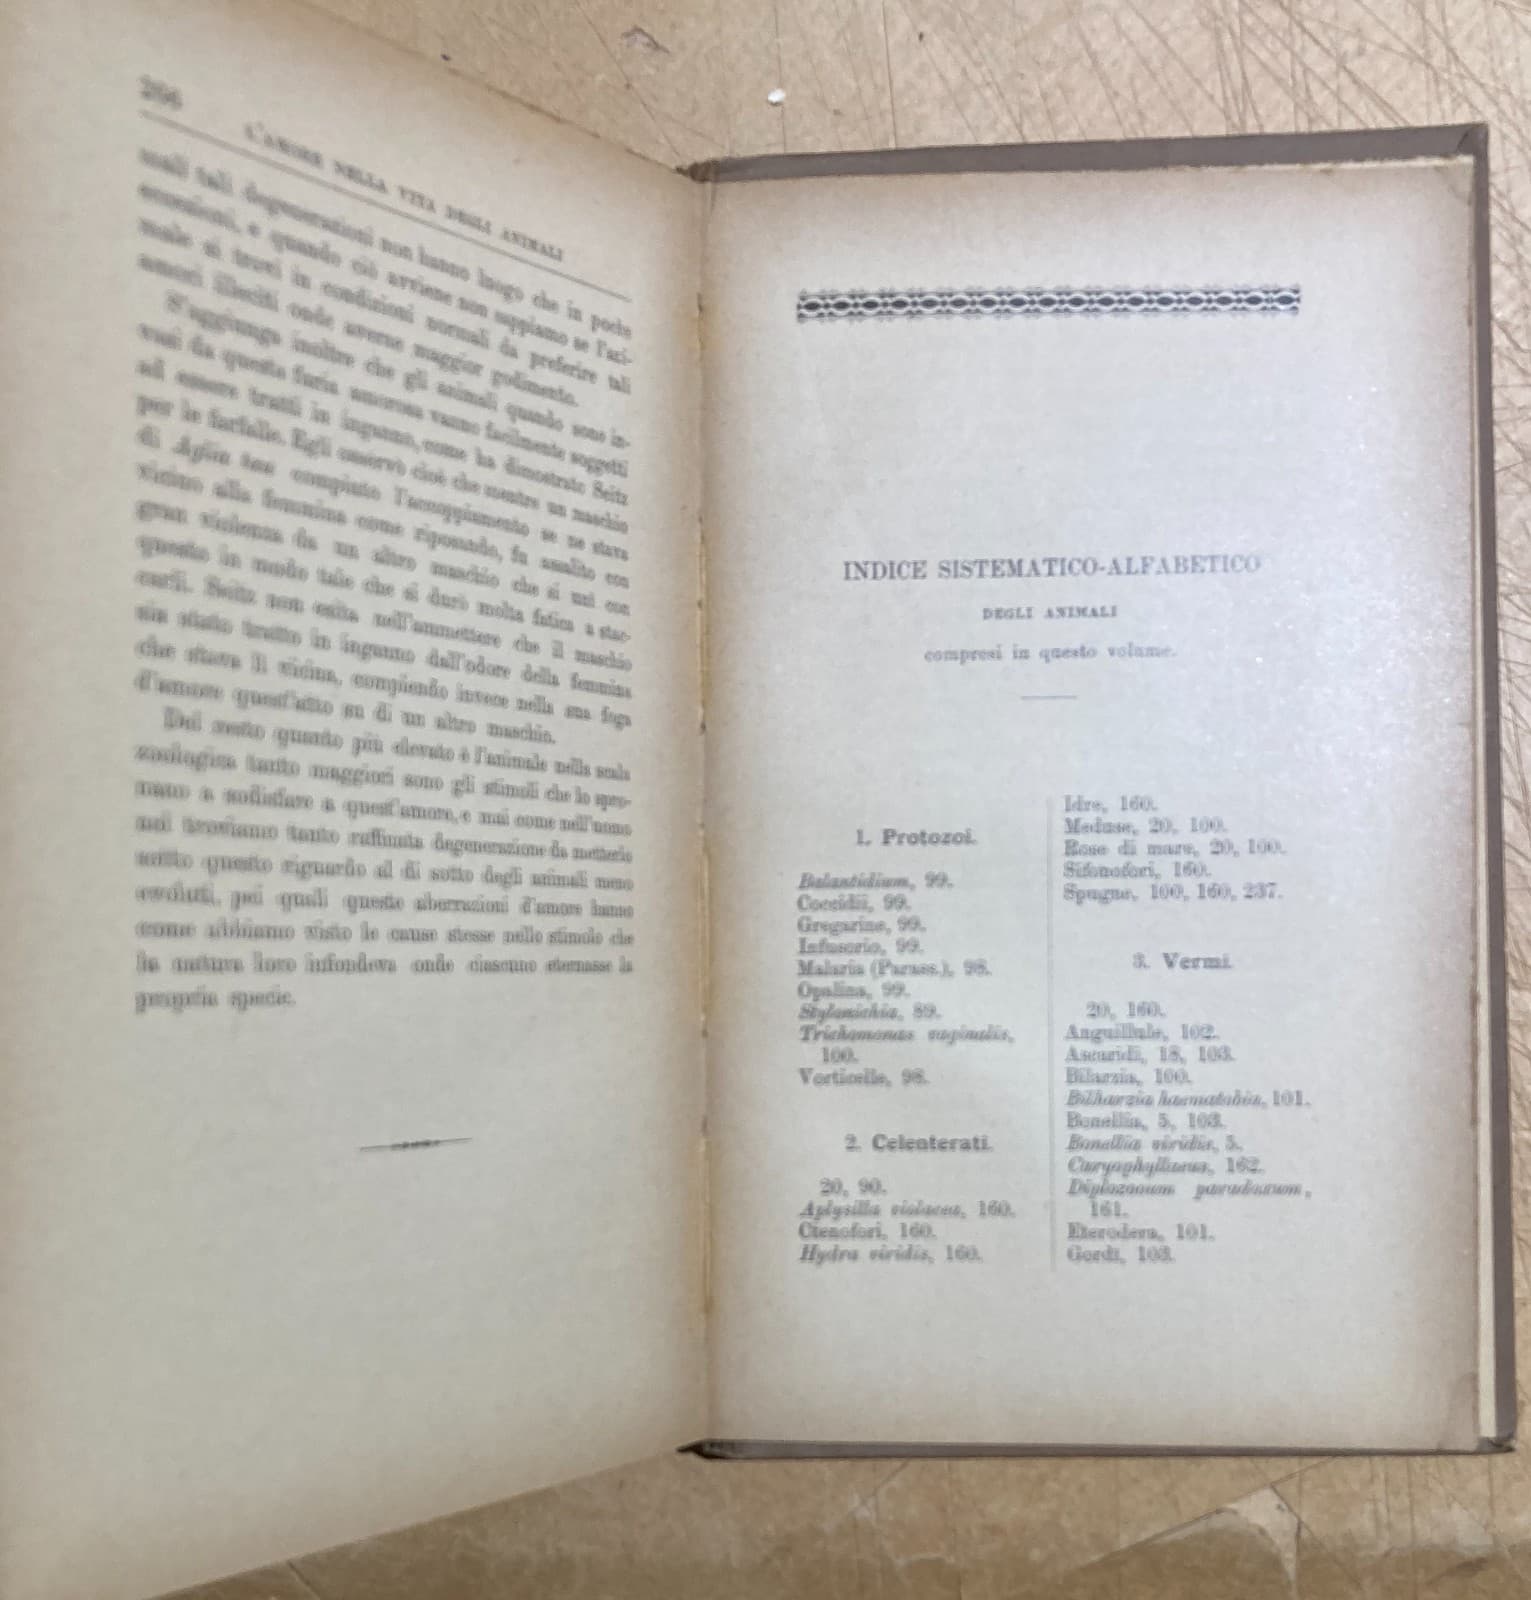 266
L'AMORE NELLA VITA DEGLI ANIMALI
mali tali degenerazioni non hanno luogo che in poche
eccezioni, e quando ciò avviene non sappiamo se l'ani-
male si trovi in condizioni normali da preferire tali
amori illeciti onde averne maggior godimento.
S'aggiunga inoltre che gli animali quando sono in-
vasi da questa furia amorosa vanno facilmente soggetti
ad essere tratti in inganno, come ha dimostrato Seitz
per le farfalle. Egli osservò cioè che mentre un maschio
di Aglia tau compiuto l'accoppiamento se ne stava
vicino alla femmina come riposando, fu assalito con
gran violenza da un altro maschio che si unì con
questo in modo tale che si durò molta fatica a stac-
carli. Seitz non esita nell'ammettere che il maschio
sia stato tratto in inganno dall'odore della femmina
che stava lì vicina, compiendo invece nella sua foga
d'amore quest'atto su di un altro maschio.
Del resto quanto più elevato è l'animale nella scala
zoologica tanto maggiori sono gli stimoli che lo spro-
nano a sodisfare a quest'amore, e mai come nell'uomo
noi troviamo tanto raffinata degenerazione da metterlo
sotto questo riguardo al di sotto degli animali meno
evoluti, pei quali queste aberrazioni d'amore hanno
come abbiamo visto le cause stesse nello stimolo che
la natura loro infondeva onde ciascuno eternasse la
propria specie.
INDICE SISTEMATICO-ALFABETICO
DEGLI ANIMALI
compresi in questo volume.
1. Protozoi.
Balantidium, 99.
Coccidii, 99.
Gregarine, 99.
Infusorio, 99.
Malaria (Parass.), 98.
Opalina, 99.
Stylonichia, 89.
Trichomonas vaginalis,
100.
Vorticelle, 98.
2. Celenterati.
20, 90.
Aplysilla violacea, 160.
Ctenofori, 160.
Hydra viridis, 160.
Idre, 160.
Meduse, 20, 100.
Rose di mare, 20, 100.
Sifonofori, 160.
Spugne, 100, 160, 237.
3. Vermi.
20, 160.
Anguillule, 102.
Ascaridi, 18, 103.
Bilarzia, 100.
Bilharzia haematobia, 101.
Bonellia, 5, 103.
Bonellia viridis, 5.
Caryophyllaeus, 162.
Diplozoum paradoxum,
161.
Eterodera, 101.
Gordi, 103.